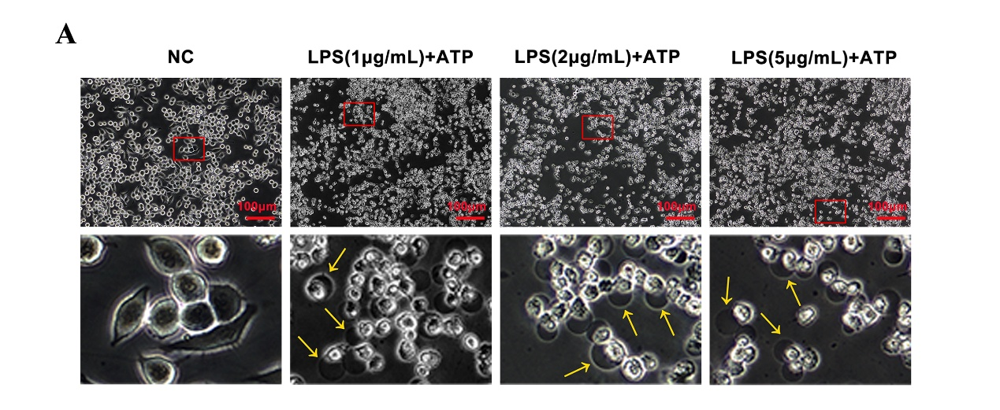 A
NC
LPS(1μg/mL)+ATP
LPS(2μg/mL)+ATP
LPS(5μg/mL)+ATP
100μm
100μm
100μm
100μm